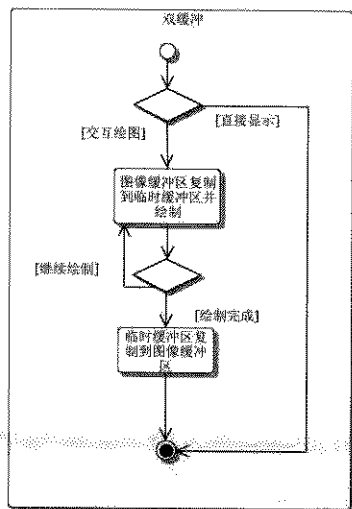 双缓冲
[直接显示]
[交互绘图]
图像缓冲区复制
到临时缓冲区并
绘制
[继续绘制]
[绘制完成]
临时缓冲区复
制到图像缓冲
区